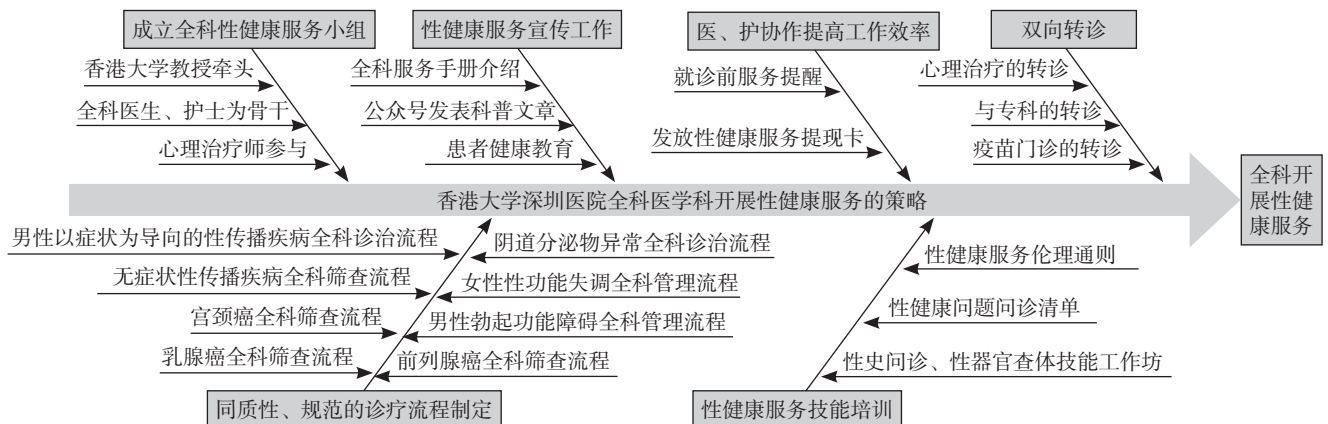 成立全科性健康服务小组
性健康服务宣传工作
医、护协作提高工作效率
双向转诊
香港大学教授牵头
全科医生、护士为骨干
心理治疗师参与
全科服务手册介绍
公众号发表科普文章
患者健康教育
就诊前服务提醒
发放性健康服务提现卡
心理治疗的转诊
与专科的转诊
疫苗门诊的转诊
香港大学深圳医院全科医学科开展性健康服务的策略
全科开
展性健
康服务
男性以症状为导向的性传播疾病全科诊治流程
无症状性传播疾病全科筛查流程
宫颈癌全科筛查流程
乳腺癌全科筛查流程
阴道分泌物异常全科诊治流程
女性性功能失调全科管理流程
男性勃起功能障碍全科管理流程
前列腺癌全科筛查流程
性健康服务伦理通则
性健康问题问诊清单
性史问诊、性器官查体技能工作坊
同质性、规范的诊疗流程制定
性健康服务技能培训